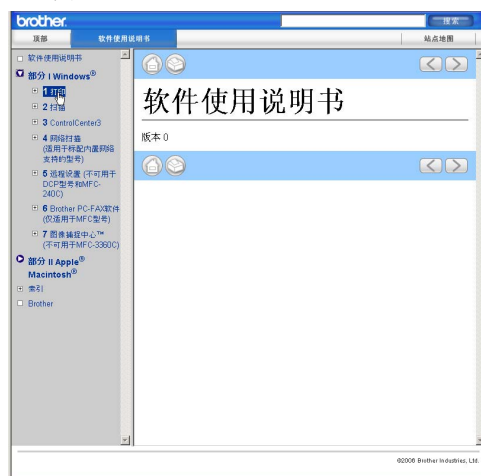 brother.
搜索
顶部
软件使用说明书
站点地图
软件使用说明书
部分 I Windows®
1 打印
2 扫描
3 ControlCenter3
4 网络扫描
(适用于标配内置网络
支持的型号)
5 远程设置 (不可用于
DCP型号和MFC-
240C)
6 Brother PC-FAX软件
(仅适用于MFC型号)
7 图像捕捉中心™
(不可用于MFC-3360C)
部分 II Apple®
Macintosh®
索引
Brother
软件使用说明书
版本 0
©2006 Brother Industries, Ltd.